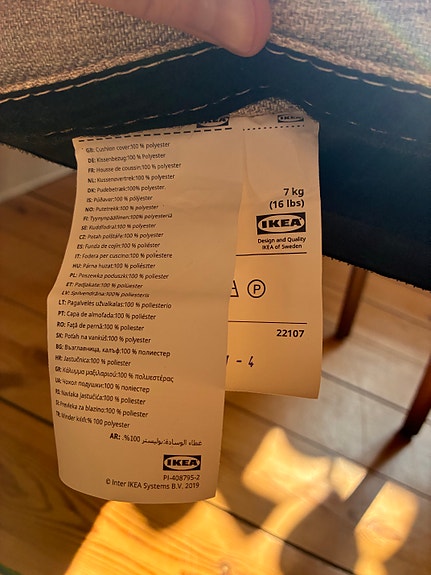 GB: Cushion cover:100 % Polyester
DE: Kissenbezug:100 % Polyester
FR: Housse de coussin:100 % polyester
NL: Kussenovertrek:100 % polyester
DK: Pudebetræk:100% polyester
IS: Púðaver:100 % pólýester
NO: Putetrekk:100 % polyester
FI: Tyynynpäällinen:100% polyesteriä
SE: Kuddfodral:100 % polyester
CZ: Potah polštáře:100 % polyester
ES: Funda de cojín:100 % poliéster
IT: Fodera per cuscino:100% poliestere
HU: Párna huzat:100 % poliészter
PL: Poszewka poduszki:100% poliester
ET: Padjakate:100 % polüester
LV: Spilvendrāna:100% poliesteris
LT: Pagalvėlės užvalkalas:100 % poliesterio
PT: Capa de almofada:100 % poliéster
RO: Faţă de pernă:100 % poliester
SK: Poťah na vankúš:100 % polyester
BG: Възглавница, калъф:100 % полиестер
HR: Jastučnica:100 % poliester
GR: Κάλυμμα μαξιλαριού:100 % πολυεστέρας
UA: Чохол подушки:100 % поліестер
RS: Navlaka jastučića:100 % poliester
SI: Prevleka za blazino:100 % poliester
TR: Minder kılıfı:% 100 polyester
AR: غطاء الوسادة:بوليستر 100%.
IKEA
PI-408795-2
© Inter IKEA Systems B.V. 2019
7 kg
(16 lbs)
IKEA
Design and Quality
IKEA of Sweden
P
22107
- 4